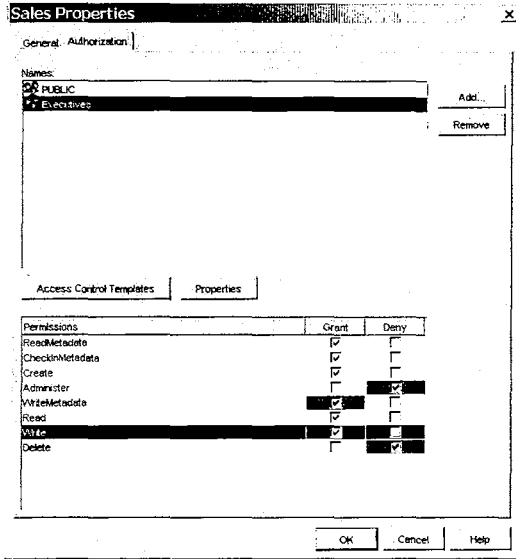 Sales Properties
General Authorization
Names:
PUBLIC
Executives
Add...
Remove
Access Control Templates Properties
Permissions Grant Deny
ReadMetadata
CheckInMetadata
Create
Administer
WriteMetadata
Read
Write
Delete
OK Cancel Help